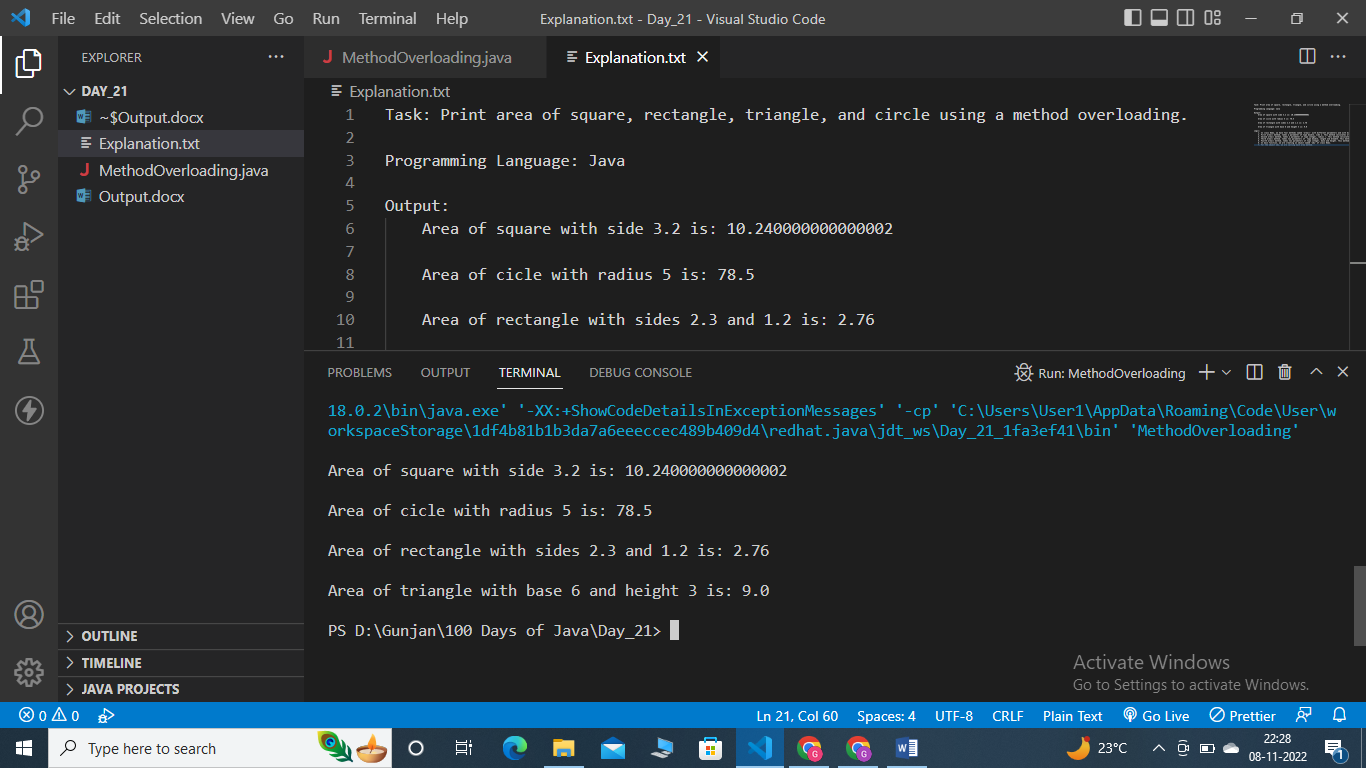 File Edit Selection View Go Run Terminal Help
Explanation.txt - Day_21 - Visual Studio Code
EXPLORER
DAY_21
~$Output.docx
Explanation.txt
MethodOverloading.java
Output.docx
OUTLINE
TIMELINE
JAVA PROJECTS
J MethodOverloading.java
Explanation.txt
Explanation.txt
1 Task: Print area of square, rectangle, triangle, and circle using a method overloading.
2
3 Programming Language: Java
4
5 Output:
6 Area of square with side 3.2 is: 10.240000000000002
7
8 Area of cicle with radius 5 is: 78.5
9
10 Area of rectangle with sides 2.3 and 1.2 is: 2.76
11
PROBLEMS OUTPUT TERMINAL DEBUG CONSOLE
Run: MethodOverloading
18.0.2\bin\java.exe' '-XX:+ShowCodeDetailsInExceptionMessages' '-cp' 'C:\Users\User1\AppData\Roaming\Code\User\w
orkspaceStorage\1df4b81b1b3da7a6eeeccec489b409d4\redhat.java\jdt_ws\Day_21_1fa3ef41\bin' 'MethodOverloading'
Area of square with side 3.2 is: 10.240000000000002
Area of cicle with radius 5 is: 78.5
Area of rectangle with sides 2.3 and 1.2 is: 2.76
Area of triangle with base 6 and height 3 is: 9.0
PS D:\Gunjan\100 Days of Java\Day_21>
Activate Windows
Go to Settings to activate Windows.
0 0
Ln 21, Col 60 Spaces: 4 UTF-8 CRLF Plain Text Go Live Prettier
Type here to search
23°C
22:28
08-11-2022
1